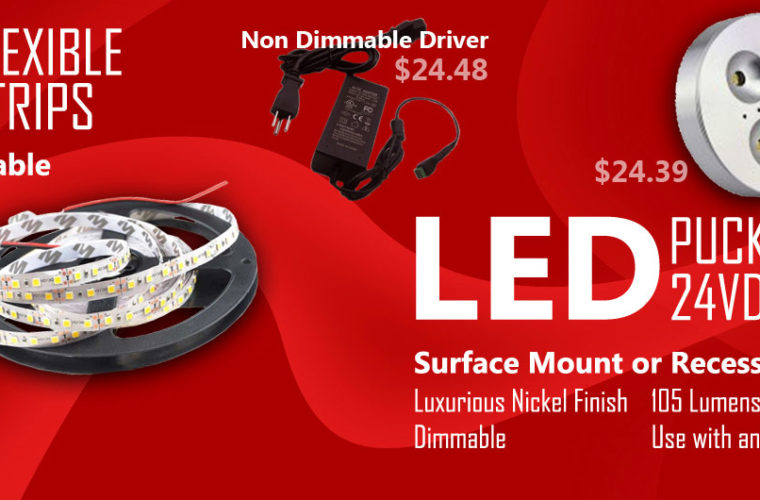 EXIBLE
TRIPS
able
Non Dimmable Driver
$24.48
$24.39
LED
PUCK
24VD
Surface Mount or Recess
Luxurious Nickel Finish
105 Lumens
Dimmable
Use with an